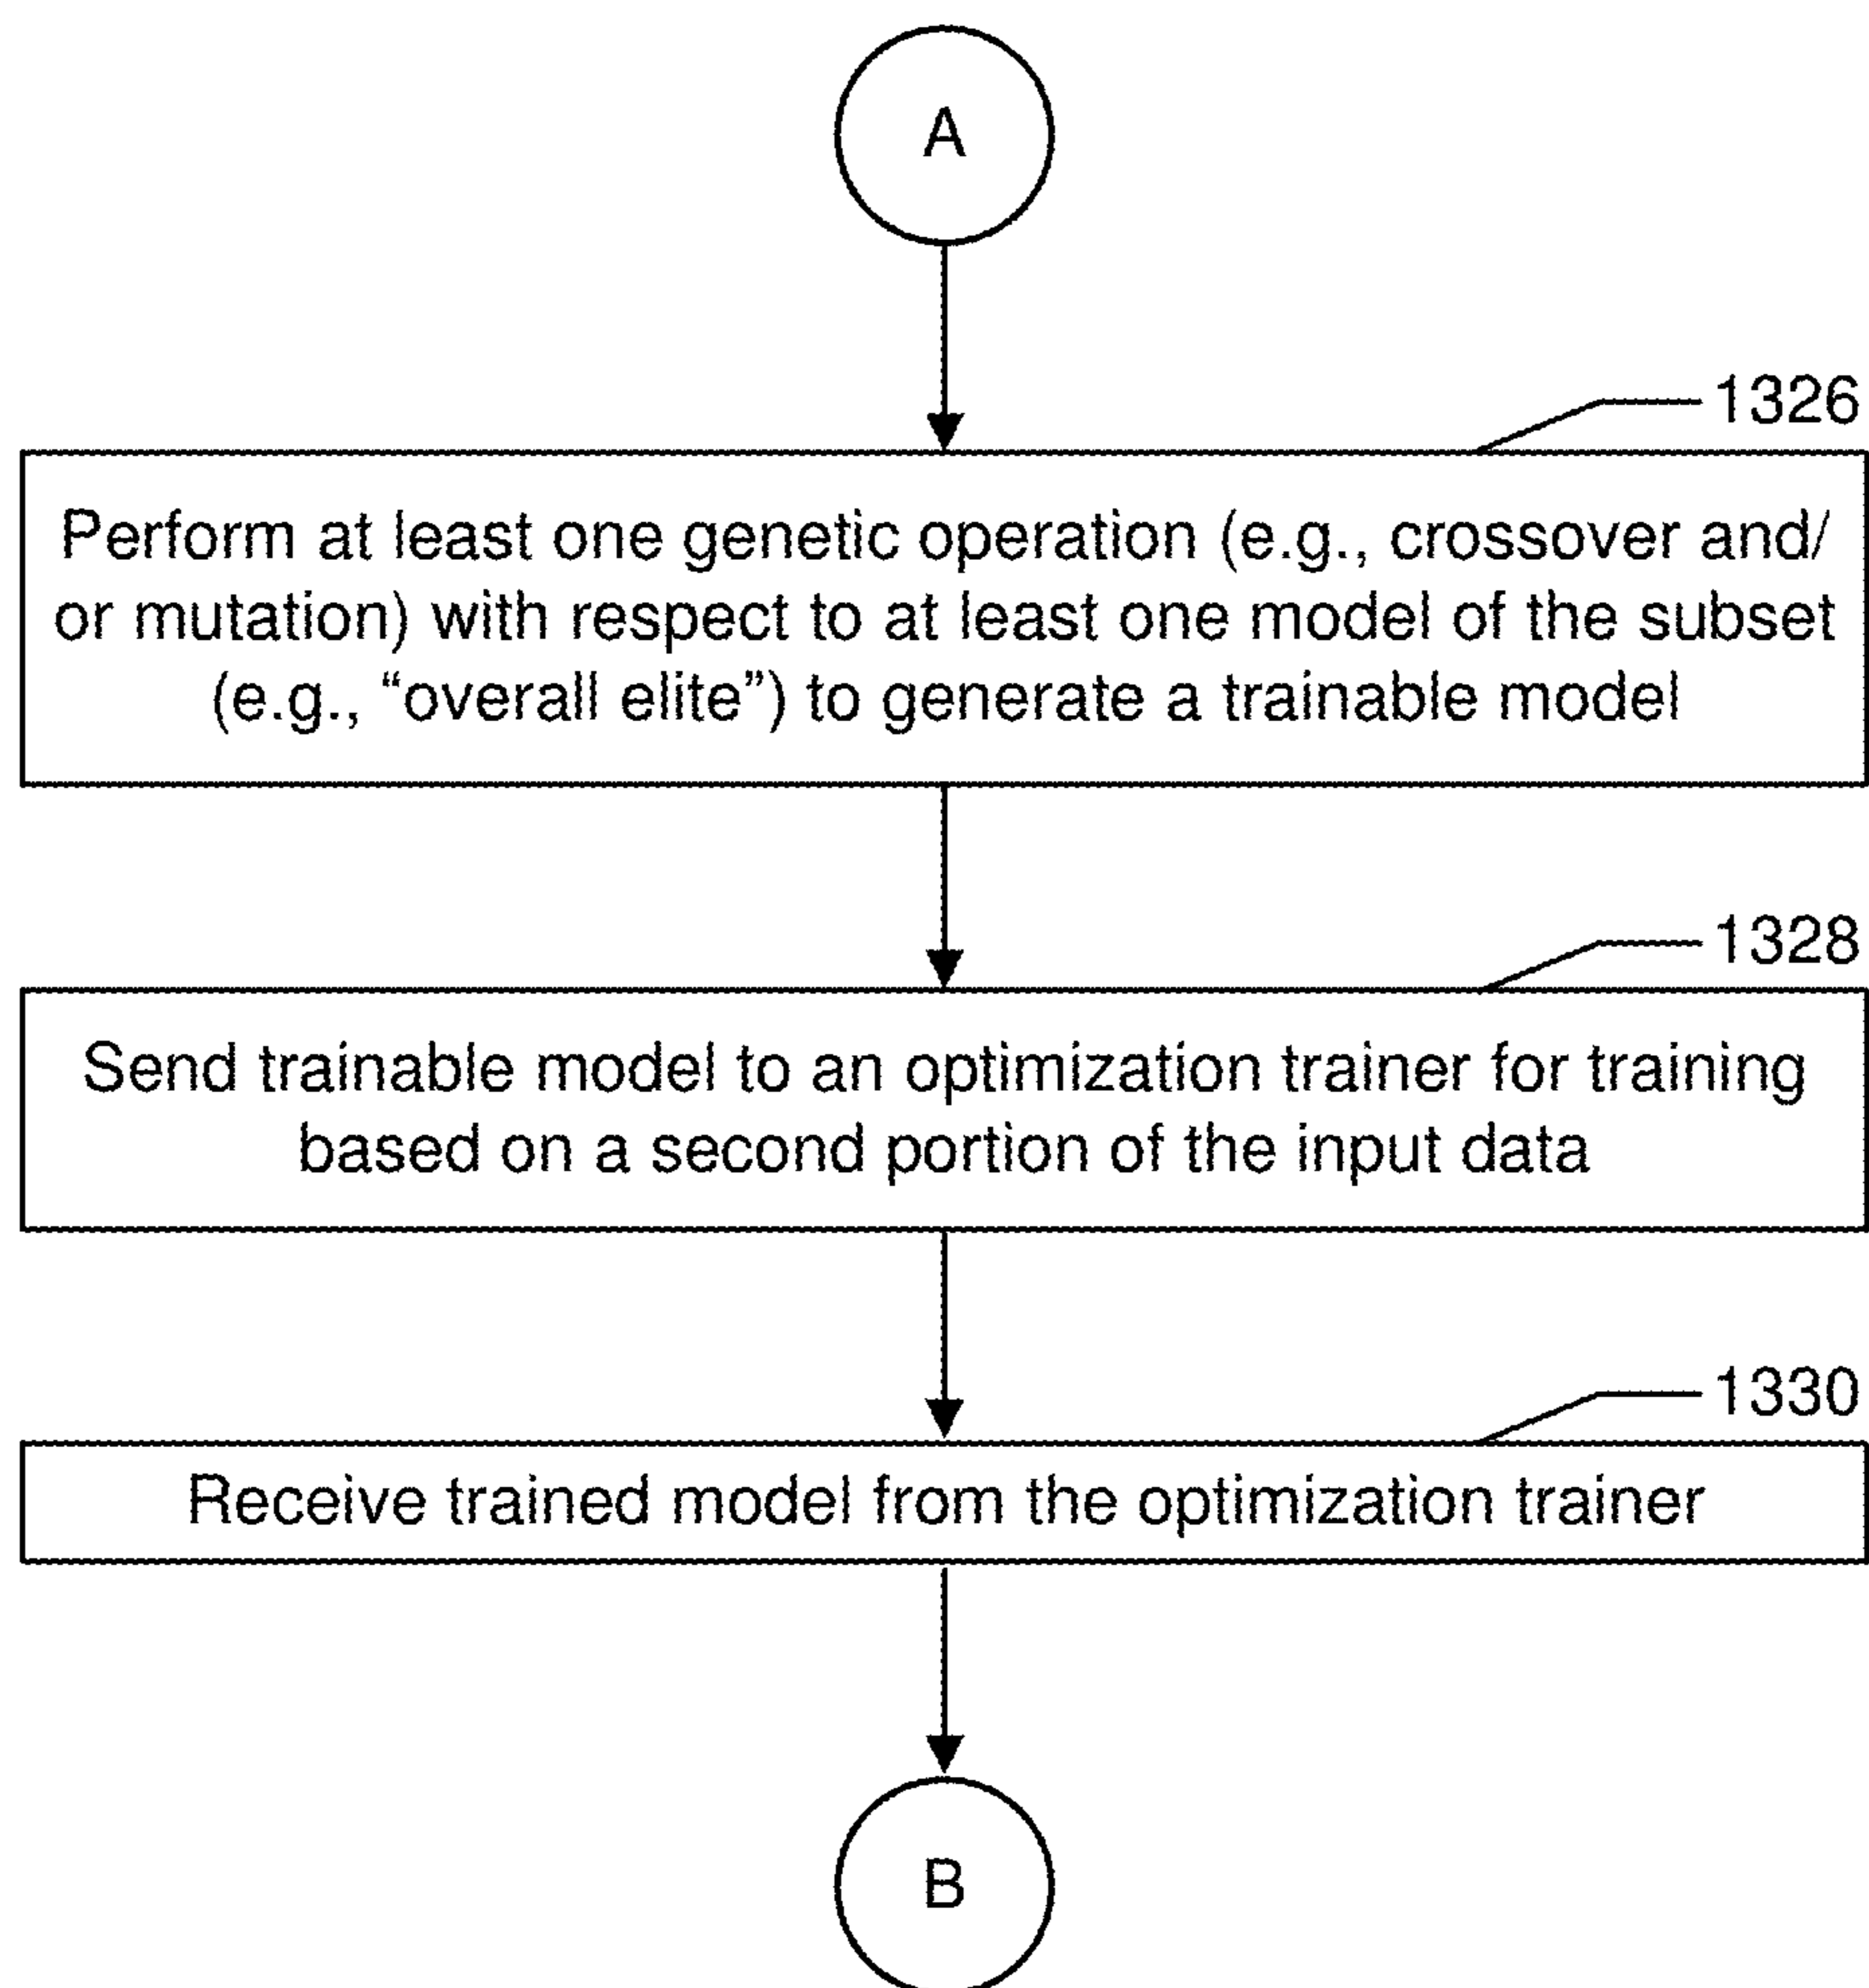 A
1326
Perform at least one genetic operation (e.g., crossover and/
or mutation) with respect to at least one model of the subset
(e.g., “overall elite”) to generate a trainable model
1328
Send trainable model to an optimization trainer for training
based on a second portion of the input data
1330
Receive trained model from the optimization trainer
B